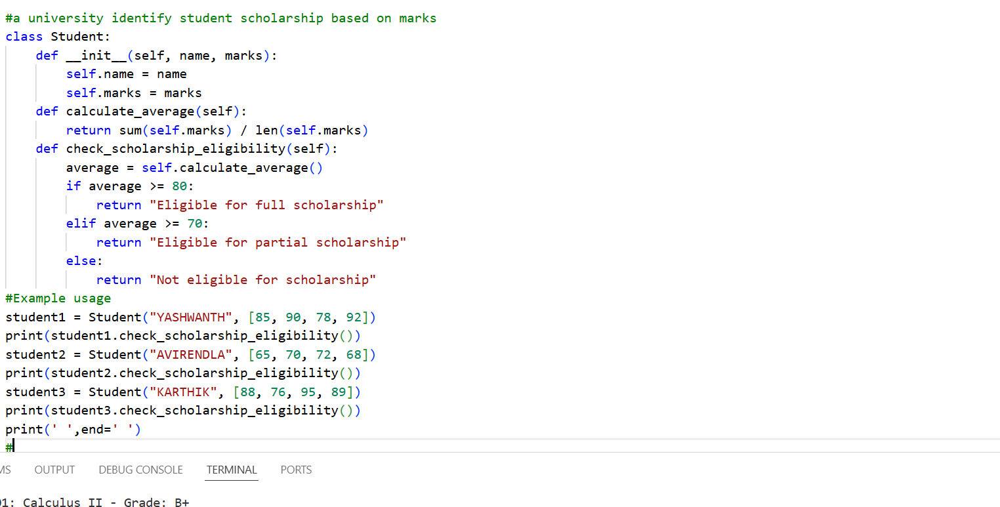 #a university identify student scholarship based on marks
class Student:
    def __init__(self, name, marks):
        self.name = name
        self.marks = marks
    def calculate_average(self):
        return sum(self.marks) / len(self.marks)
    def check_scholarship_eligibility(self):
        average = self.calculate_average()
        if average >= 80:
            return "Eligible for full scholarship"
        elif average >= 70:
            return "Eligible for partial scholarship"
        else:
            return "Not eligible for scholarship"
#Example usage
student1 = Student("YASHWANTH", [85, 90, 78, 92])
print(student1.check_scholarship_eligibility())
student2 = Student("AVIRENDLA", [65, 70, 72, 68])
print(student2.check_scholarship_eligibility())
student3 = Student("KARTHIK", [88, 76, 95, 89])
print(student3.check_scholarship_eligibility())
print(' ',end=' ')
#
MS OUTPUT DEBUG CONSOLE TERMINAL PORTS
01: Calculus II - Grade: B+